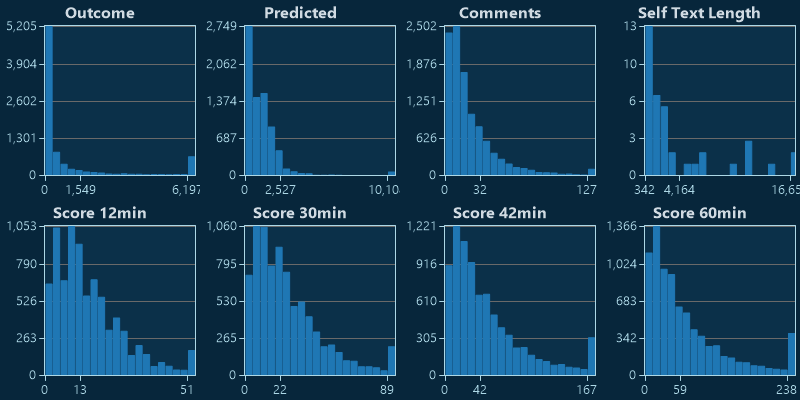 Outcome
5,205
3,904
2,602
1,301
0
0 1,549 6,197
Predicted
2,749
2,062
1,374
687
0
0 2,527 10,10
Comments
2,502
1,876
1,251
626
0
0 32 127
Self Text Length
13
10
6
3
0
342 4,164 16,65
Score 12min
1,053
790
526
263
0
0 13 51
Score 30min
1,060
795
530
265
0
0 22 89
Score 42min
1,221
916
610
305
0
0 42 167
Score 60min
1,366
1,024
683
342
0
0 59 238